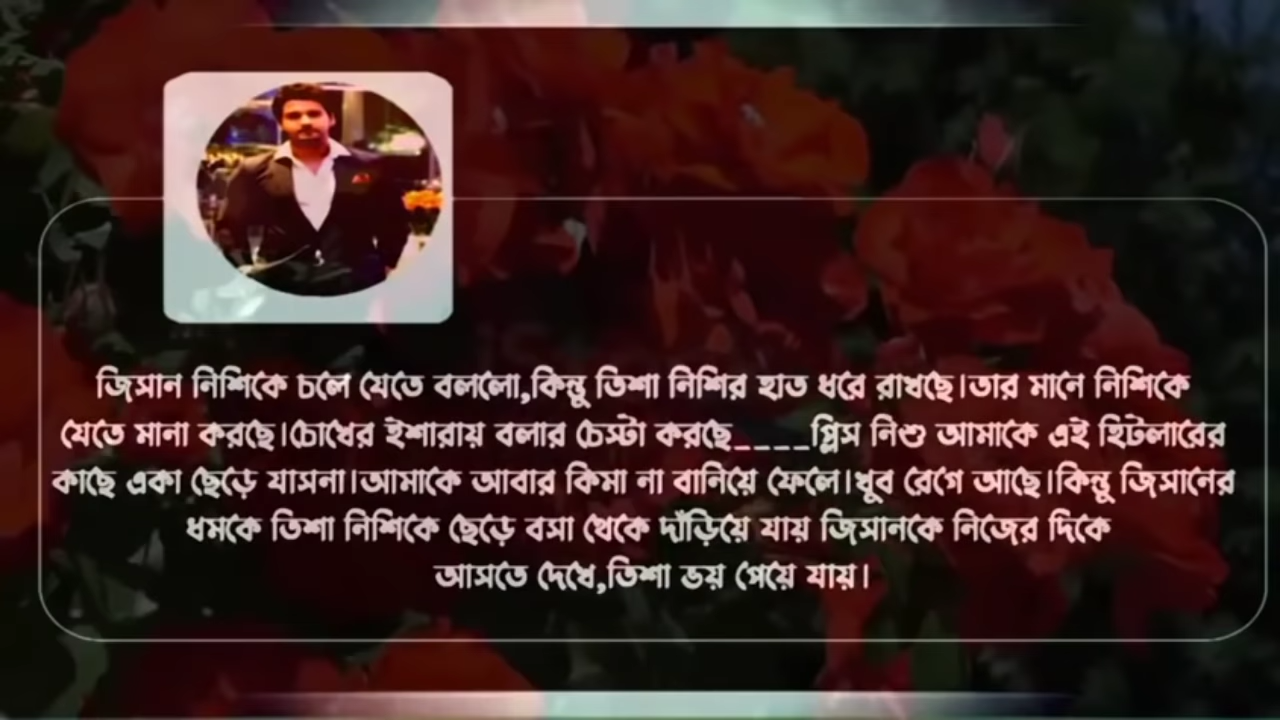 জিসান নিশিকে চলে যেতে বললো,কিন্তু তিশা নিশির হাত ধরে রাখছে।তার মানে নিশিকে
যেতে মানা করছে।চোখের ইশারায় বলার চেস্টা করছে____প্লিস নিশু আমাকে এই হিটলারের
কাছে একা ছেড়ে যাসনা।আমাকে আবার কিমা না বানিয়ে ফেলে।খুব রেগে আছে।কিন্তু জিসানের
ধমকে তিশা নিশিকে ছেড়ে বসা থেকে দাঁড়িয়ে যায় জিসানকে নিজের দিকে
আসতে দেখে,তিশা ভয় পেয়ে যায়।